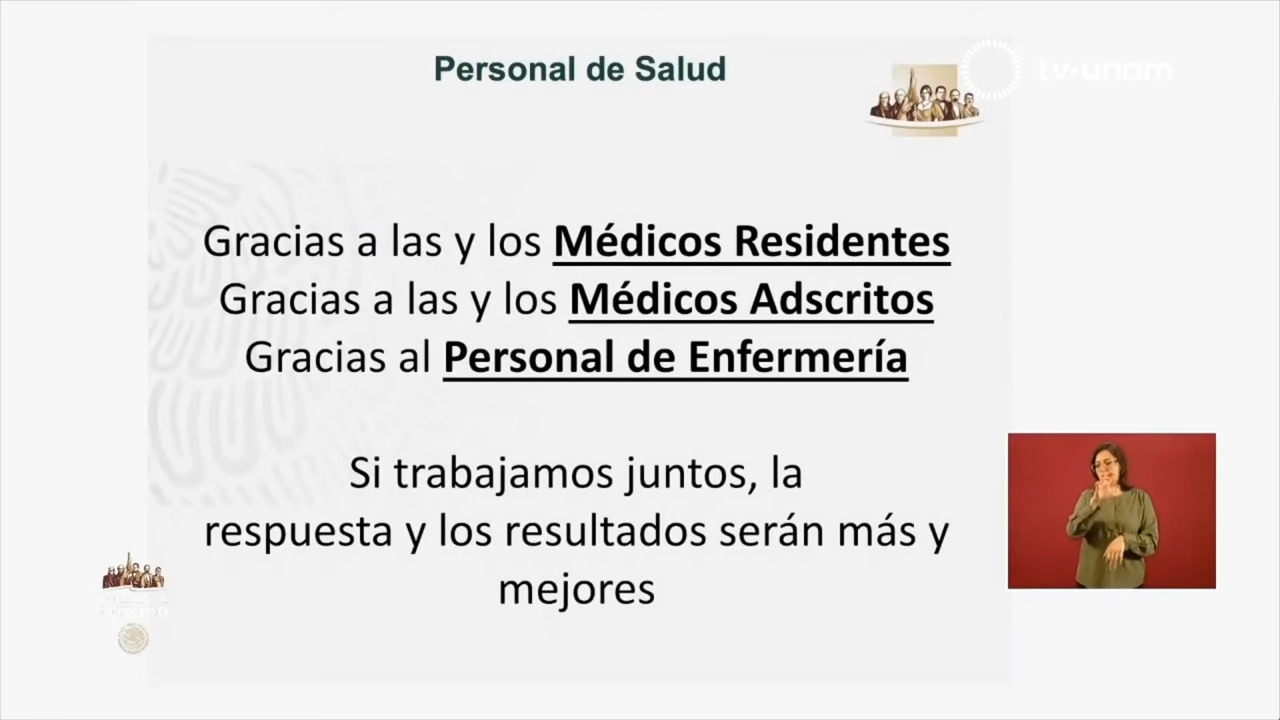 Personal de Salud
tv·unam
Gracias a las y los Médicos Residentes
Gracias a las y los Médicos Adscritos
Gracias al Personal de Enfermería
Si trabajamos juntos, la
respuesta y los resultados serán más y
mejores